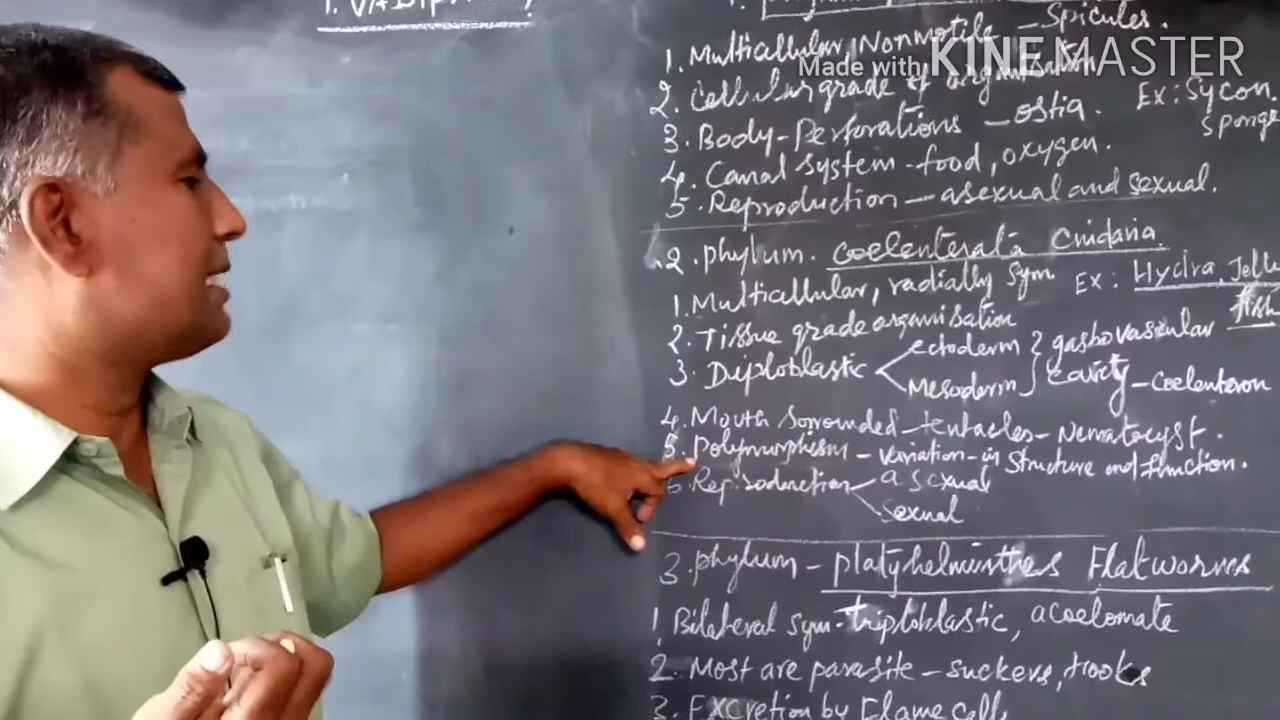 1. Multicallular, Nonmotile - Spicules.
Made with KINEMASTER
2. Cellular grade of organisation
Ex: Sycon.
Sponge
3. Body - Perforations - ostia.
4. Canal system - food, oxygen.
5. Reproduction - asexual and sexual.
2. phylum. coelenterata Cnidaria.
1. Multicallular, radially sym. Ex: Hydra, Jelle
fish
2. Tissue grade organisation
3. Diploblastic < ectoderm } gastrovascular
Mesoderm } cavity - Coelenteron
4. Mouth sorrounded - tentacles - Nematocyst.
5. Polymorphism - variation - in structure and function.
6. Reproduction - asexual
sexual
3. phylum - platyhelminthes Flatworms
1. Bilateral sym - triploblastic, acoelomate
2. Most are parasite - suckers, hooks
3. Excretion by Flame cells